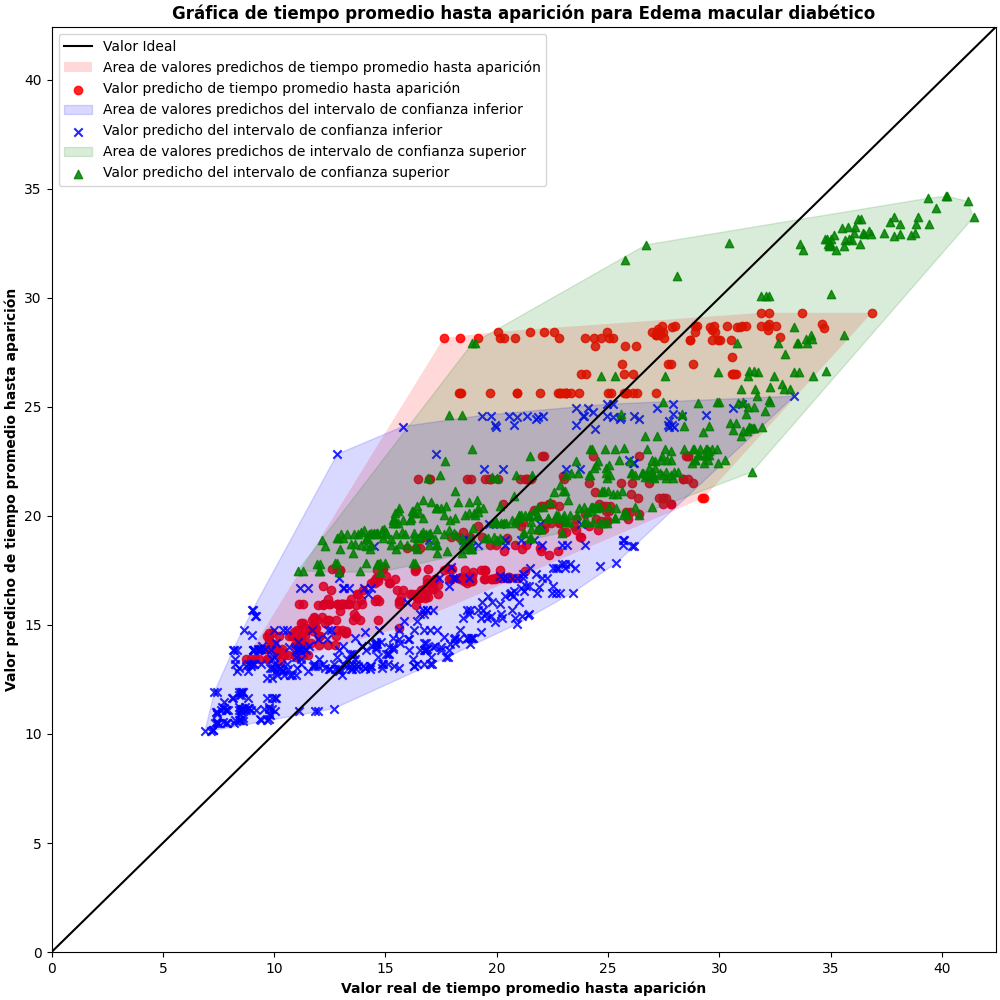 Gráfica de tiempo promedio hasta aparición para Edema macular diabético
Valor Ideal
Area de valores predichos de tiempo promedio hasta aparición
Valor predicho de tiempo promedio hasta aparición
Area de valores predichos del intervalo de confianza inferior
Valor predicho del intervalo de confianza inferior
Area de valores predichos de intervalo de confianza superior
Valor predicho del intervalo de confianza superior
Valor predicho de tiempo promedio hasta aparición
40
35
30
25
20
15
10
5
0
0 5 10 15 20 25 30 35 40
Valor real de tiempo promedio hasta aparición